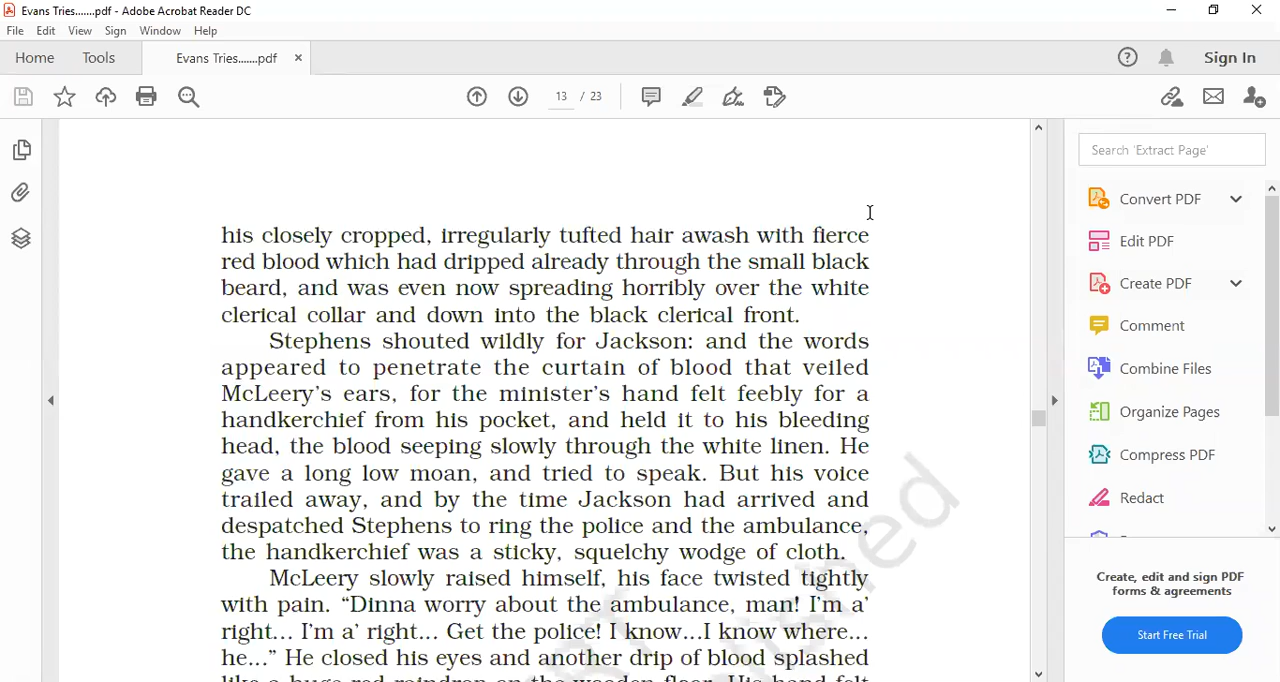 Evans Tries.......pdf - Adobe Acrobat Reader DC
File Edit View Sign Window Help
Home Tools Evans Tries.......pdf × Sign In
13 / 23
Search 'Extract Page'
Convert PDF
Edit PDF
Create PDF
Comment
Combine Files
Organize Pages
Compress PDF
Redact
Create, edit and sign PDF
forms & agreements
Start Free Trial
his closely cropped, irregularly tufted hair awash with fierce
red blood which had dripped already through the small black
beard, and was even now spreading horribly over the white
clerical collar and down into the black clerical front.
Stephens shouted wildly for Jackson: and the words
appeared to penetrate the curtain of blood that veiled
McLeery's ears, for the minister's hand felt feebly for a
handkerchief from his pocket, and held it to his bleeding
head, the blood seeping slowly through the white linen. He
gave a long low moan, and tried to speak. But his voice
trailed away, and by the time Jackson had arrived and
despatched Stephens to ring the police and the ambulance,
the handkerchief was a sticky, squelchy wodge of cloth.
McLeery slowly raised himself, his face twisted tightly
with pain. “Dinna worry about the ambulance, man! I'm a'
right... I'm a' right... Get the police! I know...I know where...
he...” He closed his eyes and another drip of blood splashed
like a huge red raindrop on the wooden floor. His hand felt